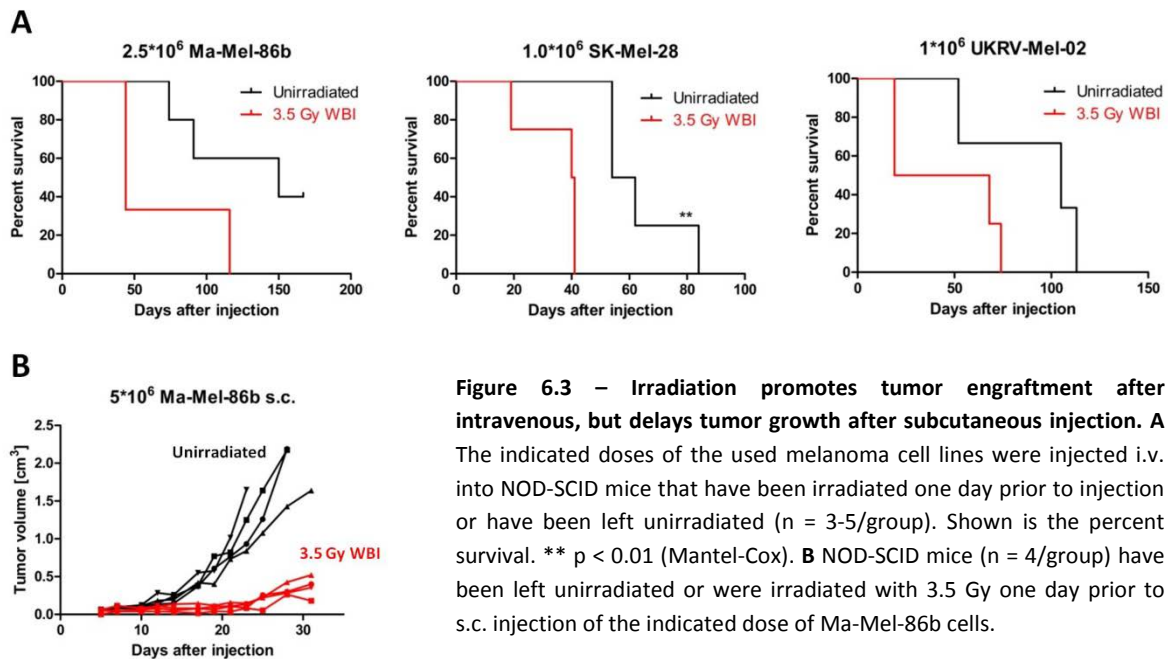 A
2.5*10⁶ Ma-Mel-86b
Percent survival
100
80
60
40
20
0
Unirradiated
3.5 Gy WBI
0 50 100 150 200
Days after injection
1.0*10⁶ SK-Mel-28
Percent survival
100
80
60
40
20
0
Unirradiated
3.5 Gy WBI
**
0 20 40 60 80 100
Days after injection
1*10⁶ UKRV-Mel-02
Percent survival
100
80
60
40
20
0
Unirradiated
3.5 Gy WBI
0 50 100 150
Days after injection
B
5*10⁶ Ma-Mel-86b s.c.
Tumor volume [cm³]
2.5
2.0
1.5
1.0
0.5
0.0
Unirradiated
3.5 Gy WBI
0 10 20 30
Days after injection
Figure 6.3 – Irradiation promotes tumor engraftment after
intravenous, but delays tumor growth after subcutaneous injection. A
The indicated doses of the used melanoma cell lines were injected i.v.
into NOD-SCID mice that have been irradiated one day prior to injection
or have been left unirradiated (n = 3-5/group). Shown is the percent
survival. ** p < 0.01 (Mantel-Cox). B NOD-SCID mice (n = 4/group) have
been left unirradiated or were irradiated with 3.5 Gy one day prior to
s.c. injection of the indicated dose of Ma-Mel-86b cells.